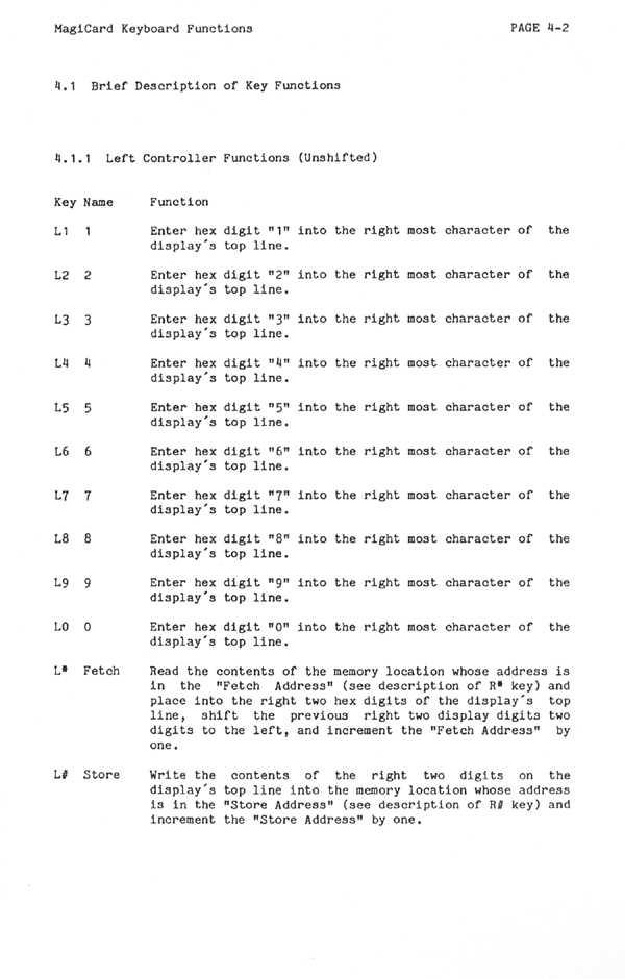 MagiCard Keyboard Functions PAGE 4-2
4.1 Brief Description of Key Functions
4.1.1 Left Controller Functions (Unshifted)
Key Name Function
L1 1 Enter hex digit "1" into the right most character of the
display's top line.
L2 2 Enter hex digit "2" into the right most character of the
display's top line.
L3 3 Enter hex digit "3" into the right most character of the
display's top line.
L4 4 Enter hex digit "4" into the right most character of the
display's top line.
L5 5 Enter hex digit "5" into the right most character of the
display's top line.
L6 6 Enter hex digit "6" into the right most character of the
display's top line.
L7 7 Enter hex digit "7" into the right most character of the
display's top line.
L8 8 Enter hex digit "8" into the right most character of the
display's top line.
L9 9 Enter hex digit "9" into the right most character of the
display's top line.
L0 0 Enter hex digit "0" into the right most character of the
display's top line.
L* Fetch Read the contents of the memory location whose address is
in the "Fetch Address" (see description of R* key) and
place into the right two hex digits of the display's top
line, shift the previous right two display digits two
digits to the left, and increment the "Fetch Address" by
one.
L# Store Write the contents of the right two digits on the
display's top line into the memory location whose address
is in the "Store Address" (see description of R# key) and
increment the "Store Address" by one.